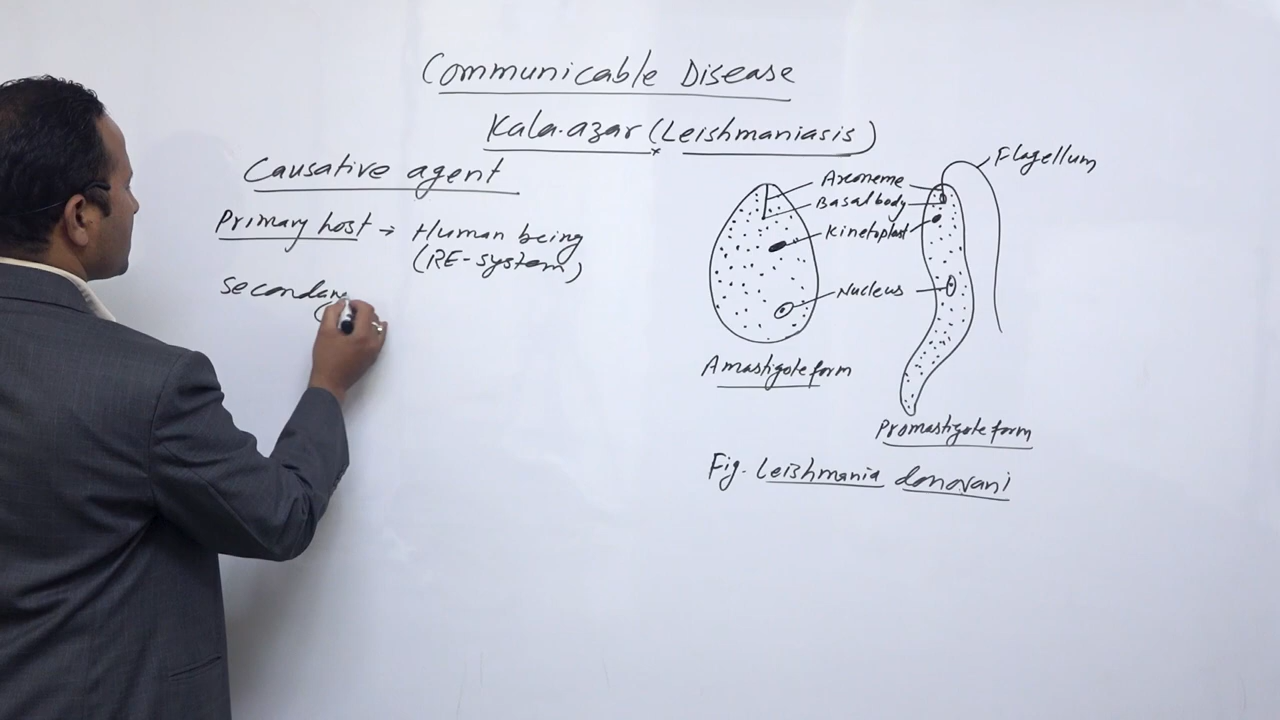 Communicable Disease
Kala-azar (Leishmaniasis)
Causative agent
Primary host → Human being
(RE-system)
Secondary
Axoneme
Basal body
Kinetoplast
Nucleus
Flagellum
Amastigote form
Promastigote form
Fig. Leishmania donovani